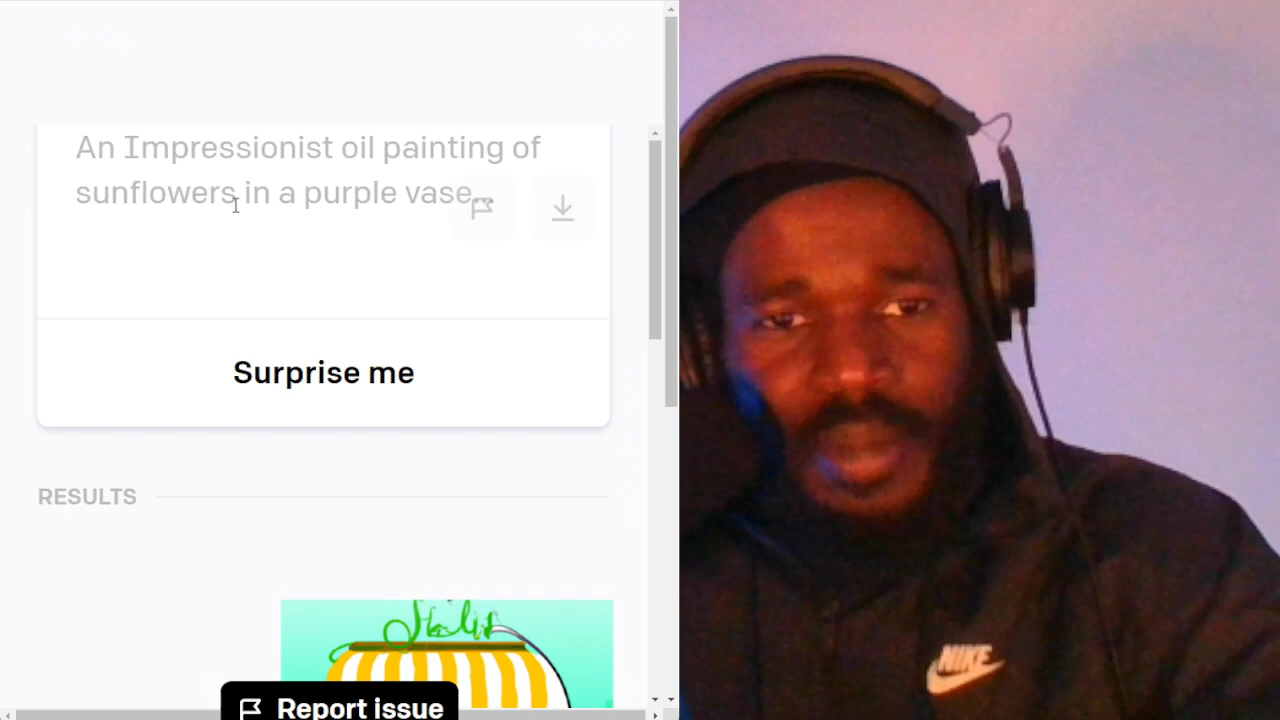 An Impressionist oil painting of
sunflowers in a purple vase
Surprise me
RESULTS
Report issue
NIKE